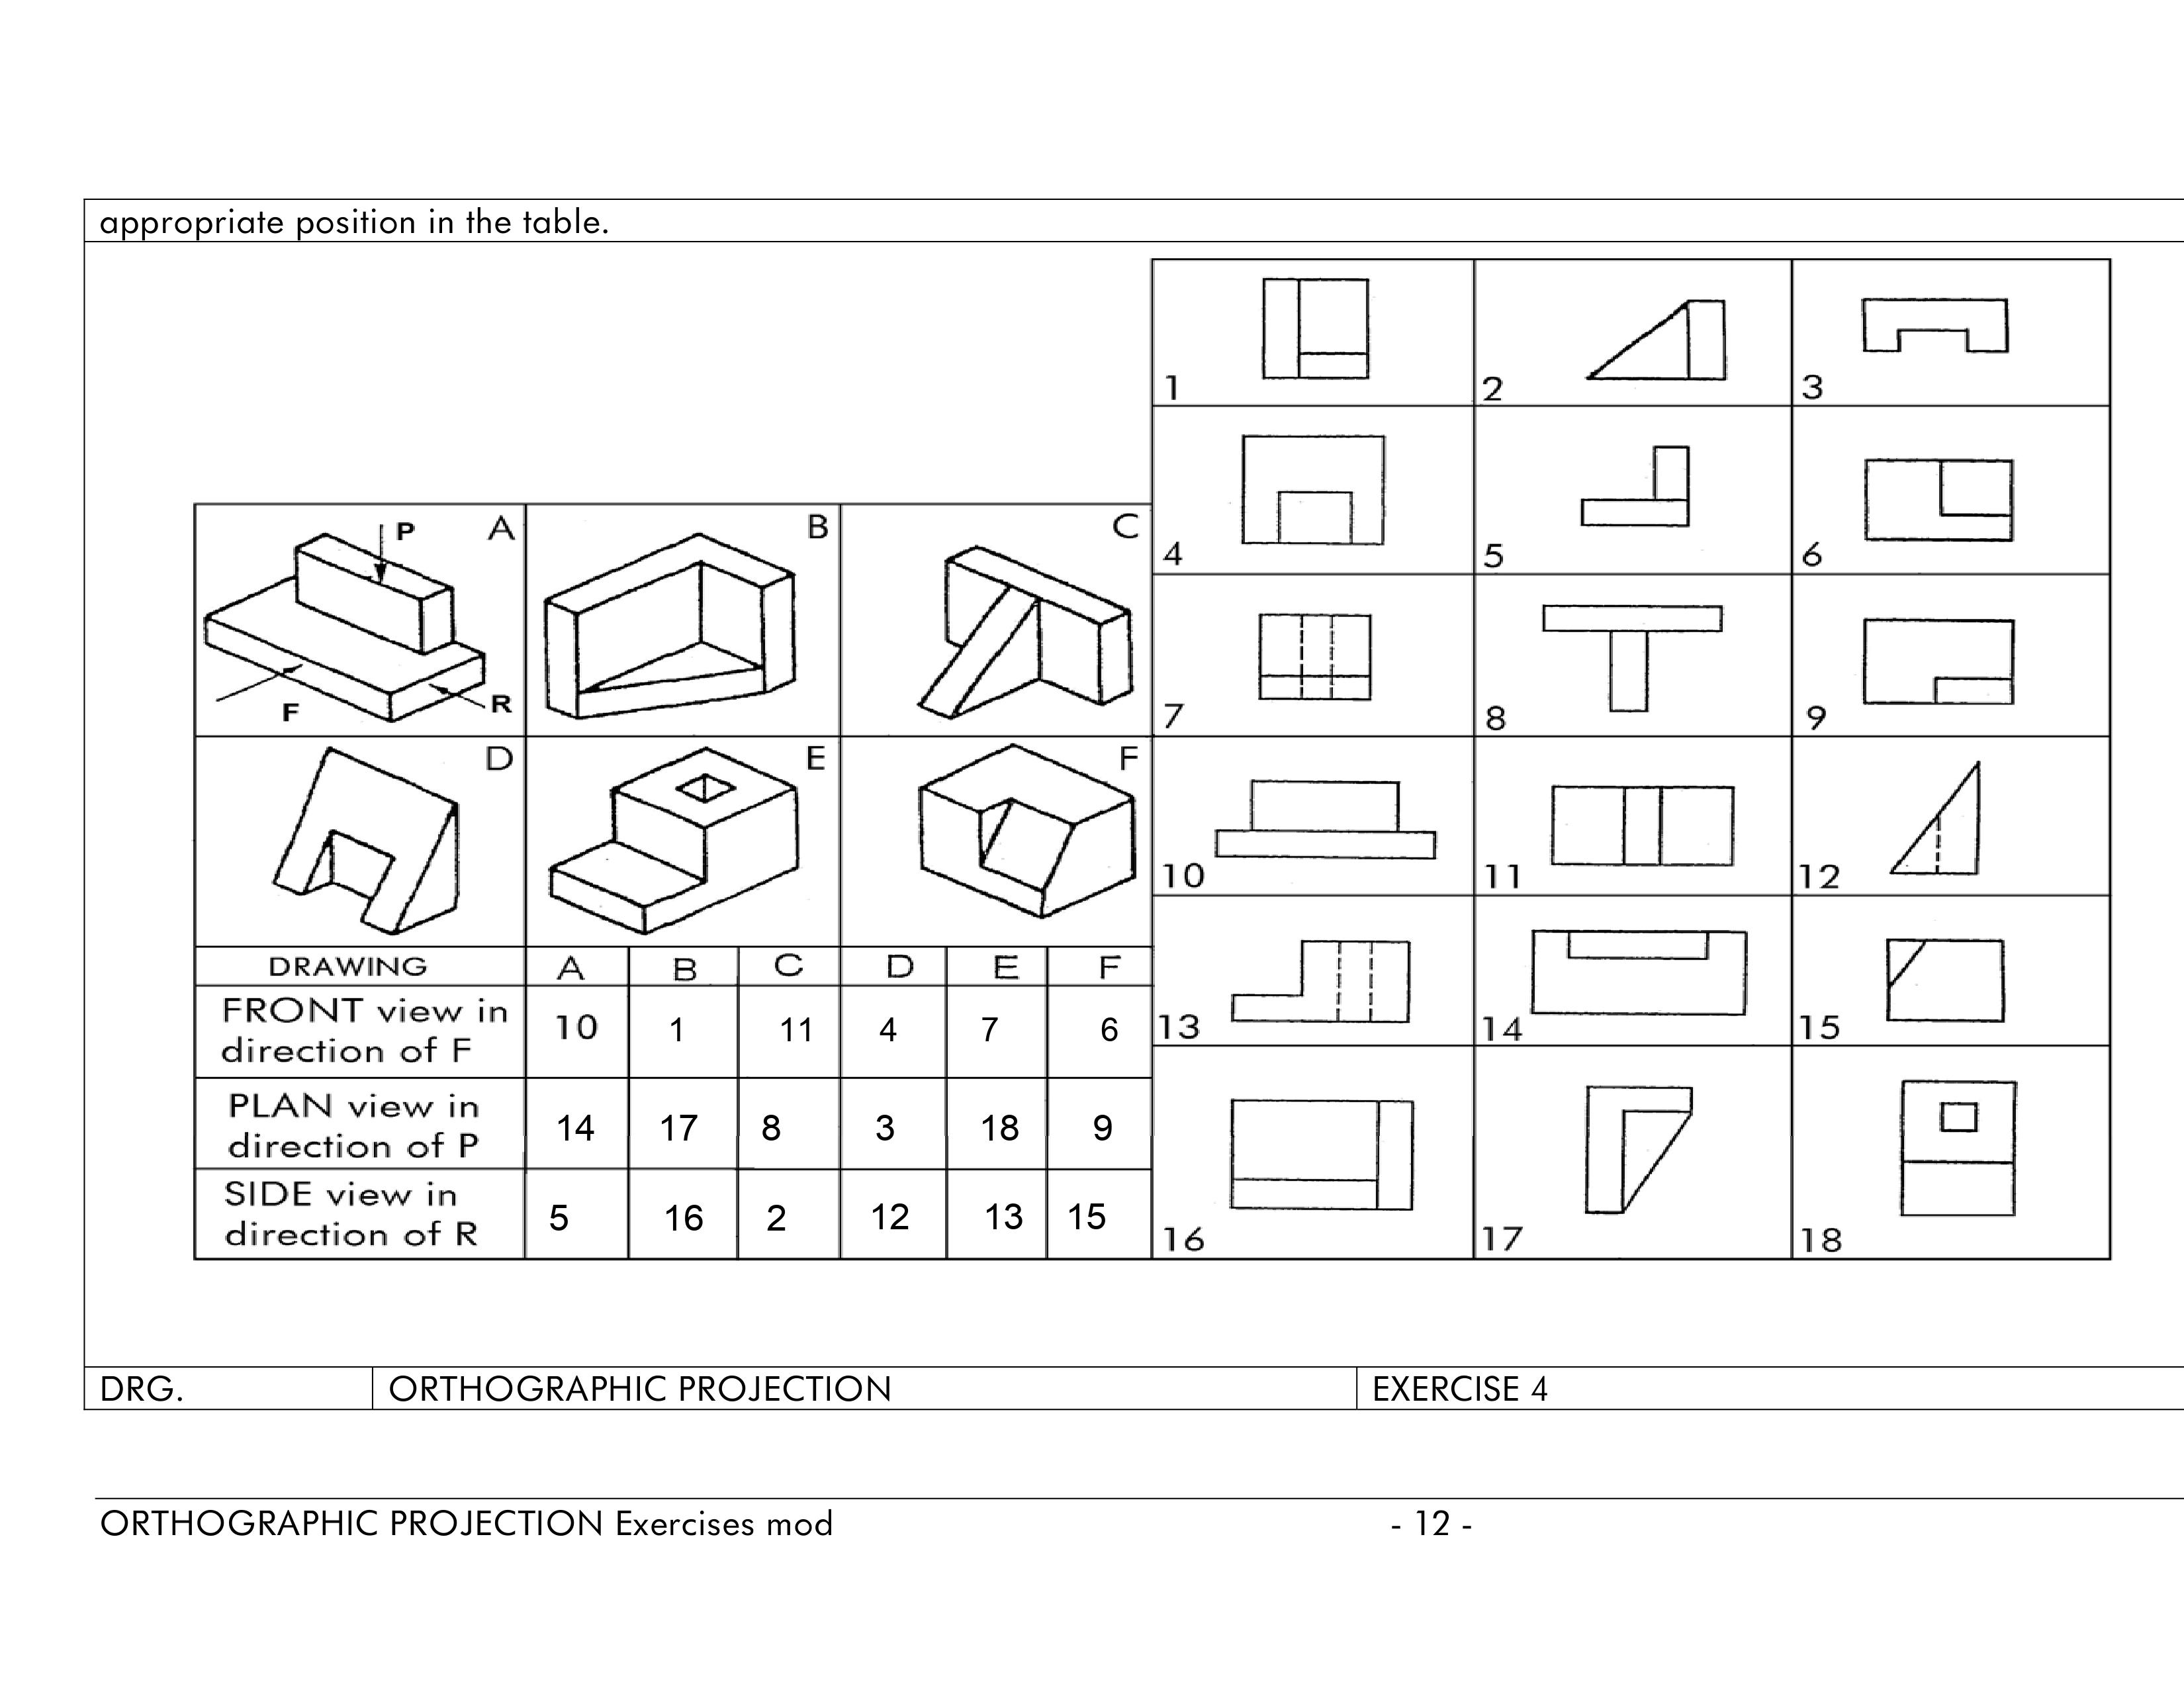 appropriate position in the table.
1
2
3
4
5
6
7
8
9
10
11
12
13
14
15
16
17
18
P
A
F
R
B
C
D
E
F
DRAWING A B C D E F
FRONT view in
direction of F
10 1 11 4 7 6
PLAN view in
direction of P
14 17 8 3 18 9
SIDE view in
direction of R
5 16 2 12 13 15
DRG. ORTHOGRAPHIC PROJECTION EXERCISE 4
ORTHOGRAPHIC PROJECTION Exercises mod - 12 -